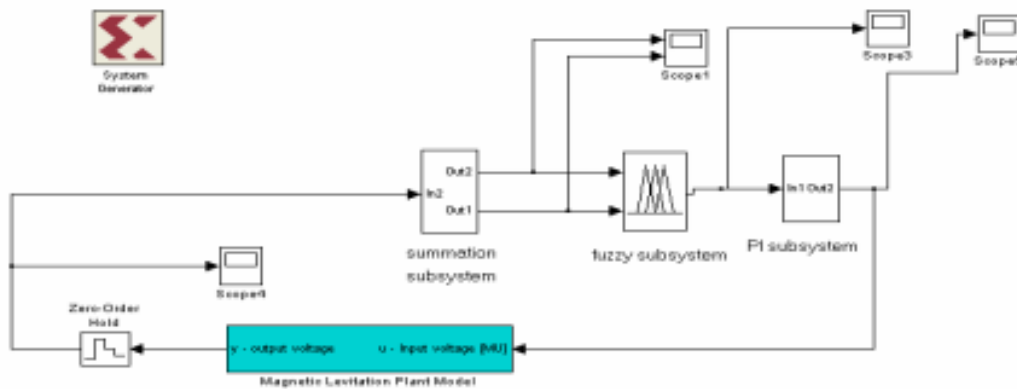 System
Generator
Scope1
Scope3
Out2
In2
Out1
In1 Out2
summation
subsystem
fuzzy subsystem
PI subsystem
Scope4
Zero-Order
Hold
y - output voltage
u - input voltage [MU]
Magnetic Levitation Plant Model